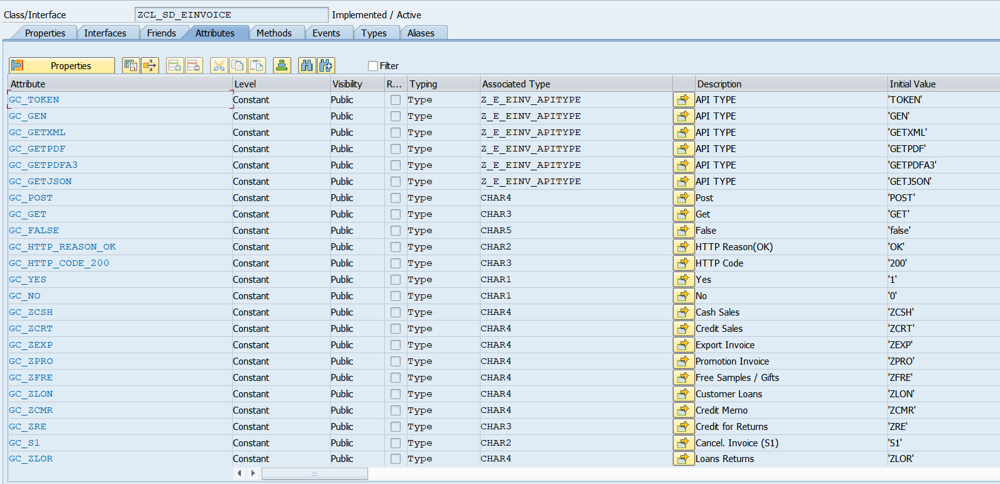 Class/Interface ZCL_SD_EINVOICE Implemented / Active
Properties Interfaces Friends Attributes Methods Events Types Aliases
Properties Filter
Attribute Level Visibility R... Typing Associated Type Description Initial Value
GC_TOKEN Constant Public Type Z_E_EINV_APITYPE API TYPE 'TOKEN'
GC_GEN Constant Public Type Z_E_EINV_APITYPE API TYPE 'GEN'
GC_GETXML Constant Public Type Z_E_EINV_APITYPE API TYPE 'GETXML'
GC_GETPDF Constant Public Type Z_E_EINV_APITYPE API TYPE 'GETPDF'
GC_GETPDFA3 Constant Public Type Z_E_EINV_APITYPE API TYPE 'GETPDFA3'
GC_GETJSON Constant Public Type Z_E_EINV_APITYPE API TYPE 'GETJSON'
GC_POST Constant Public Type CHAR4 Post 'POST'
GC_GET Constant Public Type CHAR3 Get 'GET'
GC_FALSE Constant Public Type CHAR5 False 'false'
GC_HTTP_REASON_OK Constant Public Type CHAR2 HTTP Reason(OK) 'OK'
GC_HTTP_CODE_200 Constant Public Type CHAR3 HTTP Code '200'
GC_YES Constant Public Type CHAR1 Yes '1'
GC_NO Constant Public Type CHAR1 No '0'
GC_ZCSH Constant Public Type CHAR4 Cash Sales 'ZCSH'
GC_ZCRT Constant Public Type CHAR4 Credit Sales 'ZCRT'
GC_ZEXP Constant Public Type CHAR4 Export Invoice 'ZEXP'
GC_ZPRO Constant Public Type CHAR4 Promotion Invoice 'ZPRO'
GC_ZFRE Constant Public Type CHAR4 Free Samples / Gifts 'ZFRE'
GC_ZLON Constant Public Type CHAR4 Customer Loans 'ZLON'
GC_ZCMR Constant Public Type CHAR4 Credit Memo 'ZCMR'
GC_ZRE Constant Public Type CHAR3 Credit for Returns 'ZRE'
GC_S1 Constant Public Type CHAR2 Cancel. Invoice (S1) 'S1'
GC_ZLOR Constant Public Type CHAR4 Loans Returns 'ZLOR'